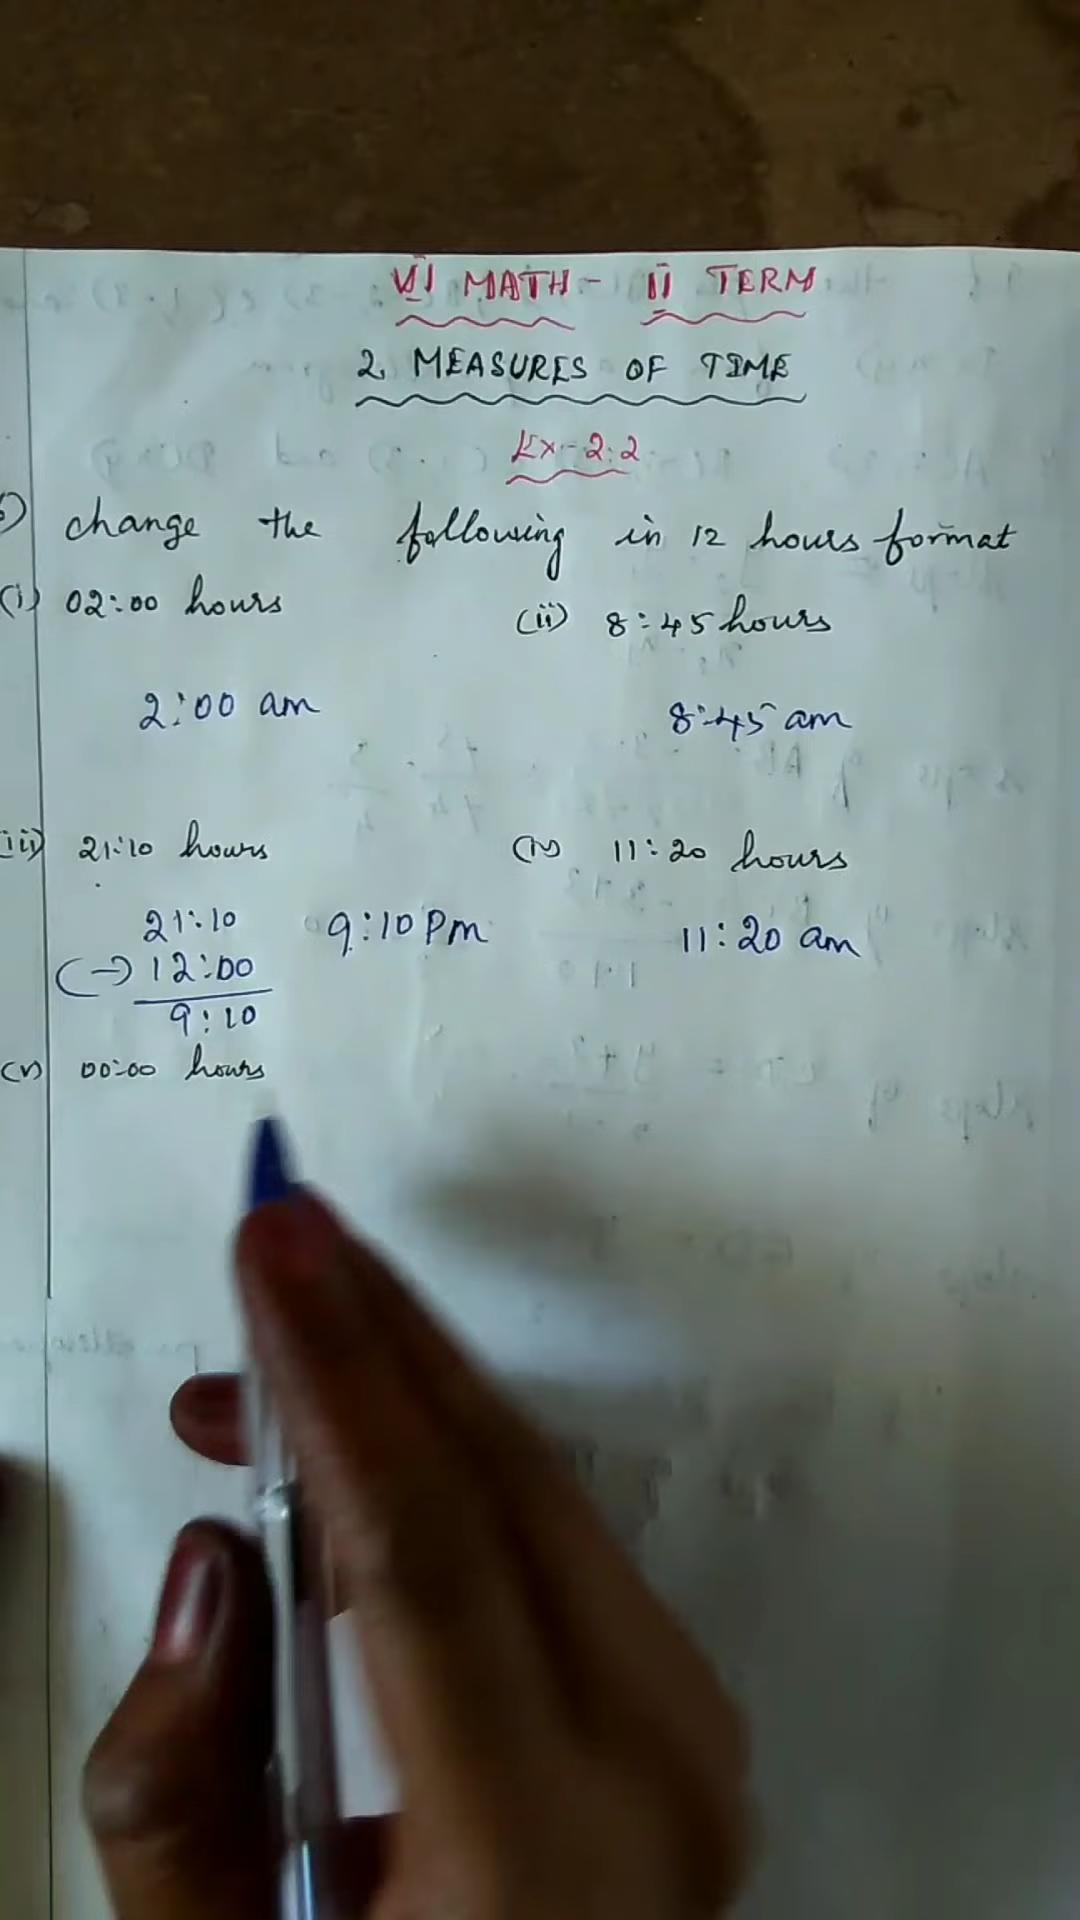 VI MATH - II TERM
2. MEASURES OF TIME
Ex-2.2
change the following in 12 hours format
(i) 02:00 hours
(ii) 8:45 hours
2:00 am
8:45 am
iii) 21:10 hours
(iv) 11:20 hours
21:10
(-) 12:00
9:10
9:10 Pm
11:20 am
(v) 00:00 hours